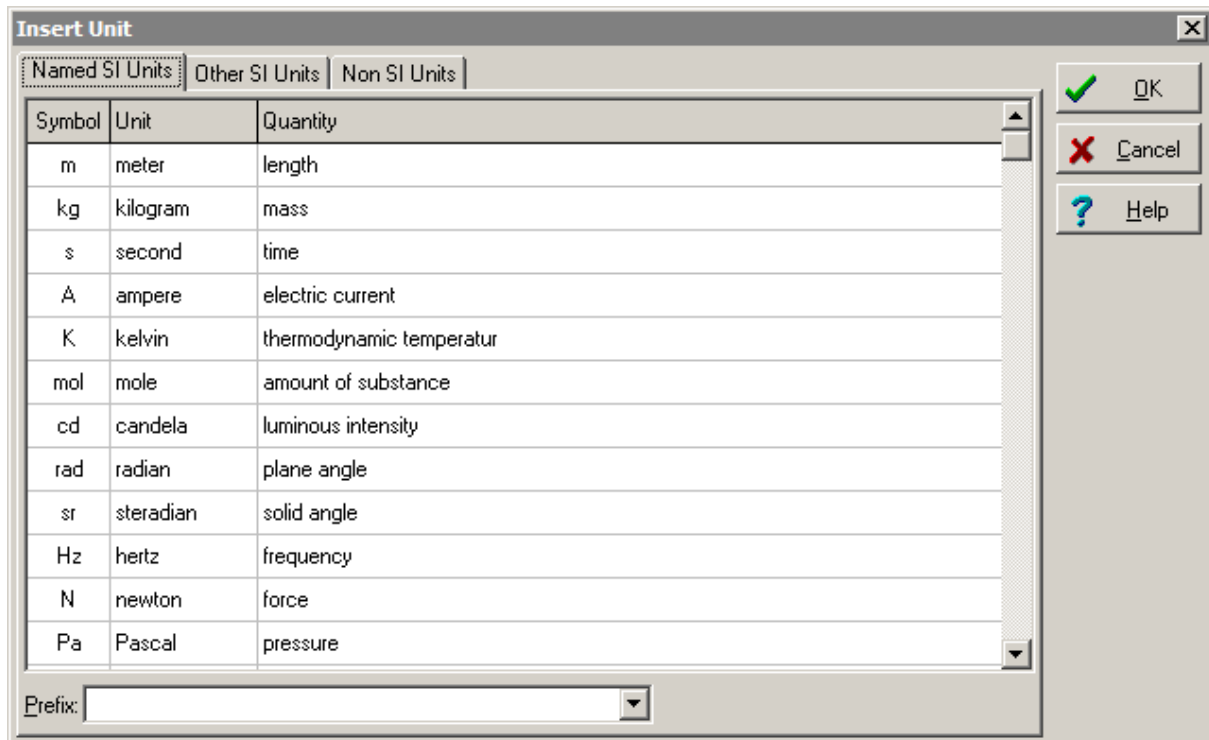 Insert Unit
Named SI Units Other SI Units Non SI Units
OK
Cancel
Help
Symbol Unit Quantity
m meter length
kg kilogram mass
s second time
A ampere electric current
K kelvin thermodynamic temperatur
mol mole amount of substance
cd candela luminous intensity
rad radian plane angle
sr steradian solid angle
Hz hertz frequency
N newton force
Pa Pascal pressure
Prefix: